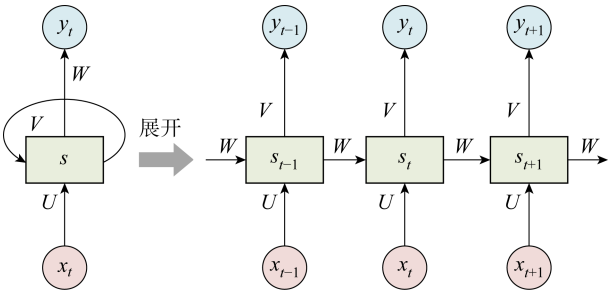 y_t y_{t-1} y_t y_{t+1}
W
V V V V
展开
s W s_{t-1} W s_t W s_{t+1} W
U U U U
x_t x_{t-1} x_t x_{t+1}